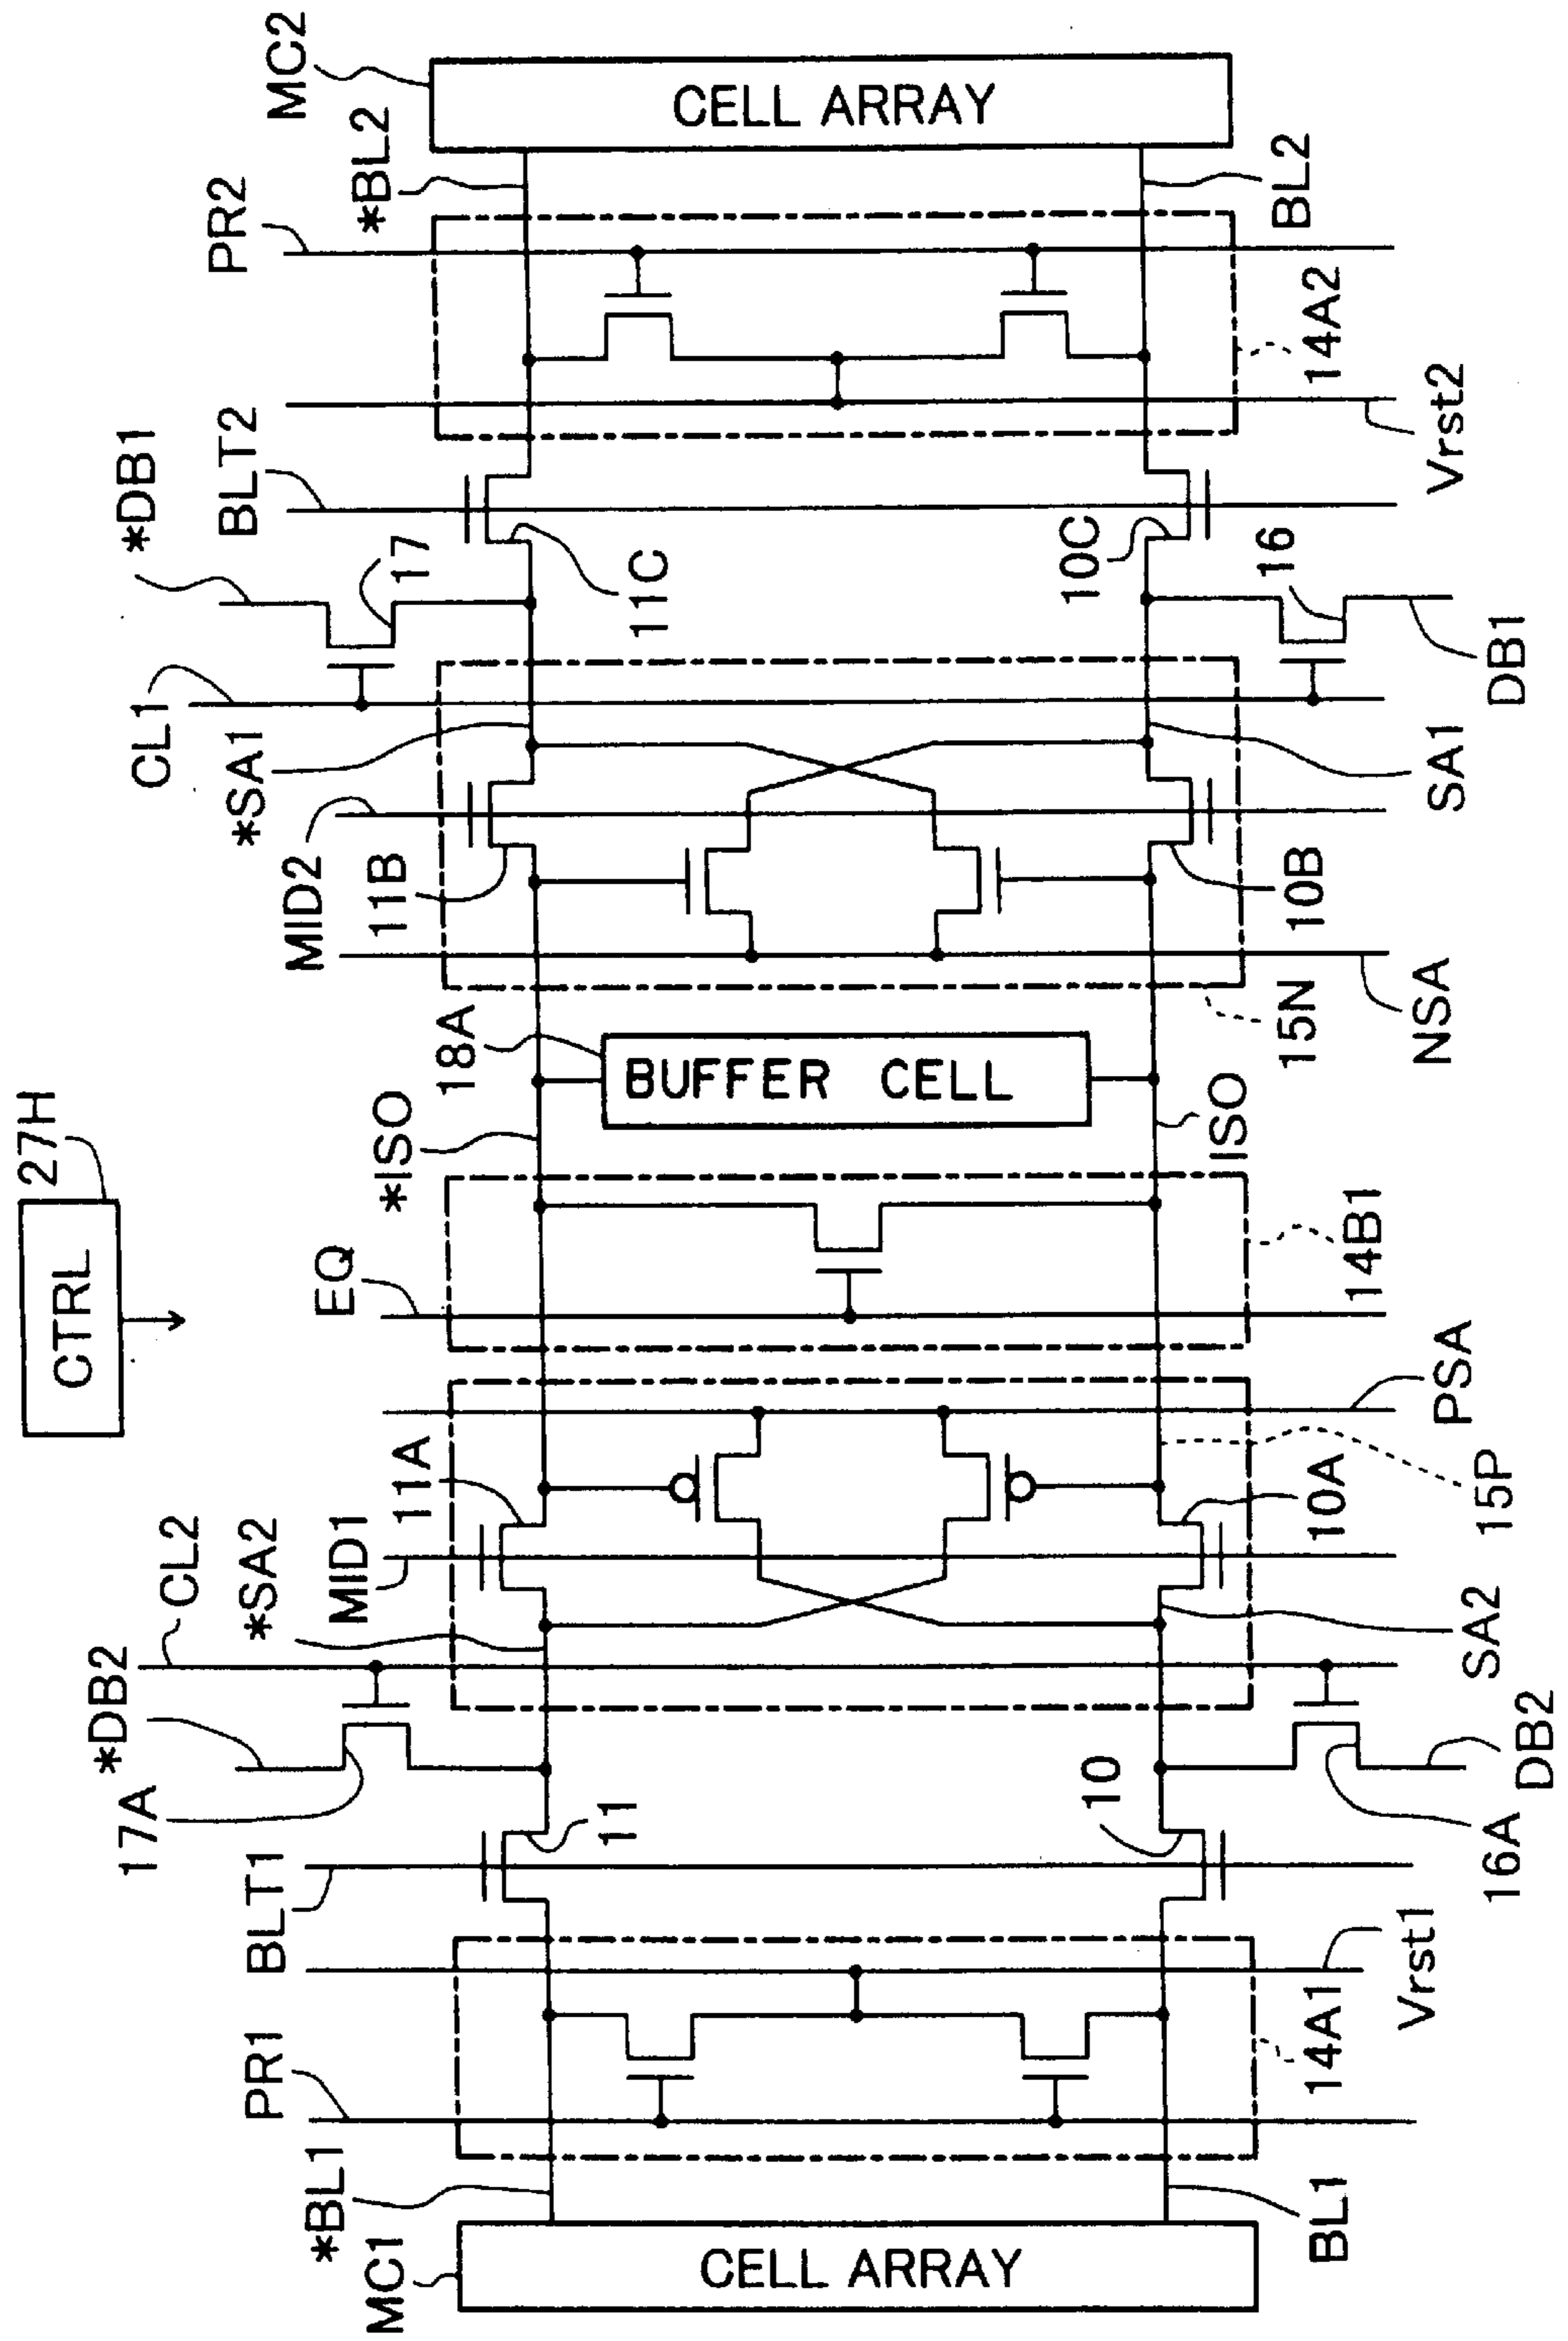 CTRL
27H
MC1
CELL ARRAY
*BL1
BL1
PR1
14A1
Vrst1
BLT1
11
10
17A
*DB2
16A
DB2
CL2
*SA2
SA2
MID1
11A
10A
15P
PSA
EQ
14B1
*ISO
ISO
18A
BUFFER CELL
15N
NSA
MID2
11B
10B
*SA1
SA1
CL1
17
*DB1
16
DB1
11C
10C
BLT2
Vrst2
14A2
PR2
*BL2
BL2
MC2
CELL ARRAY